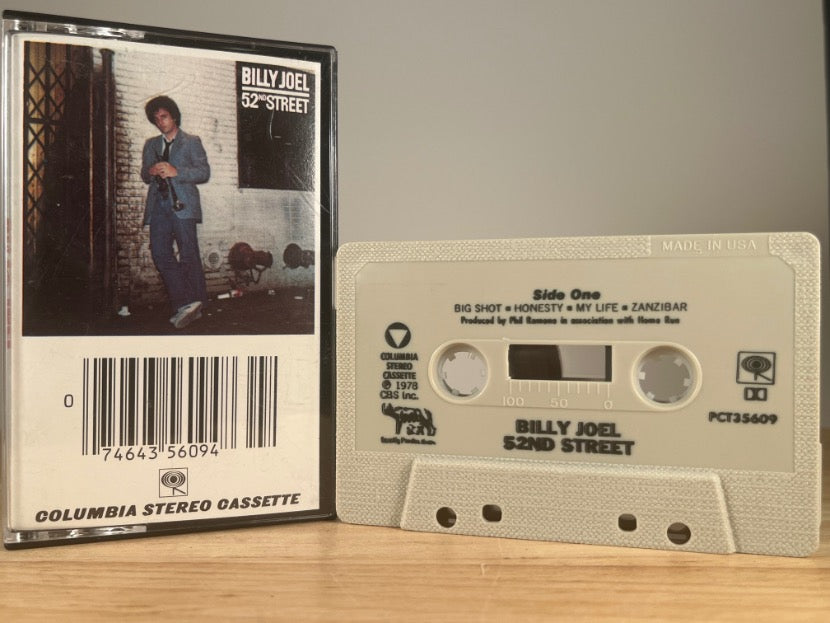 BILLY JOEL
52ND STREET
0
74643 56094
COLUMBIA STEREO CASSETTE
MADE IN USA
Side One
BIG SHOT ▪ HONESTY ▪ MY LIFE ▪ ZANZIBAR
Produced by Phil Ramone in association with Home Run
COLUMBIA
STEREO
CASSETTE
℗ 1978
CBS Inc.
100 50 0
PCT35609
BILLY JOEL
52ND STREET